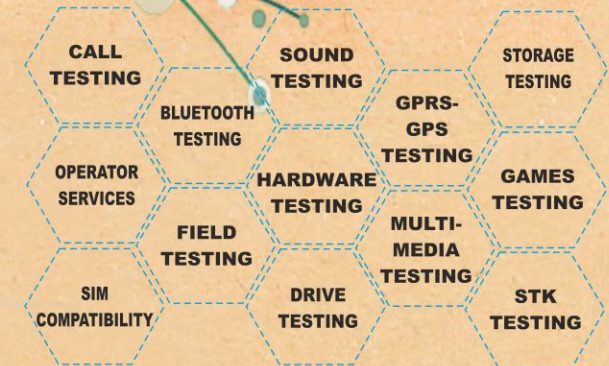 CALL
TESTING
BLUETOOTH
TESTING
SOUND
TESTING
GPRS-
GPS
TESTING
STORAGE
TESTING
OPERATOR
SERVICES
FIELD
TESTING
HARDWARE
TESTING
MULTI-
MEDIA
TESTING
GAMES
TESTING
SIM
COMPATIBILITY
DRIVE
TESTING
STK
TESTING